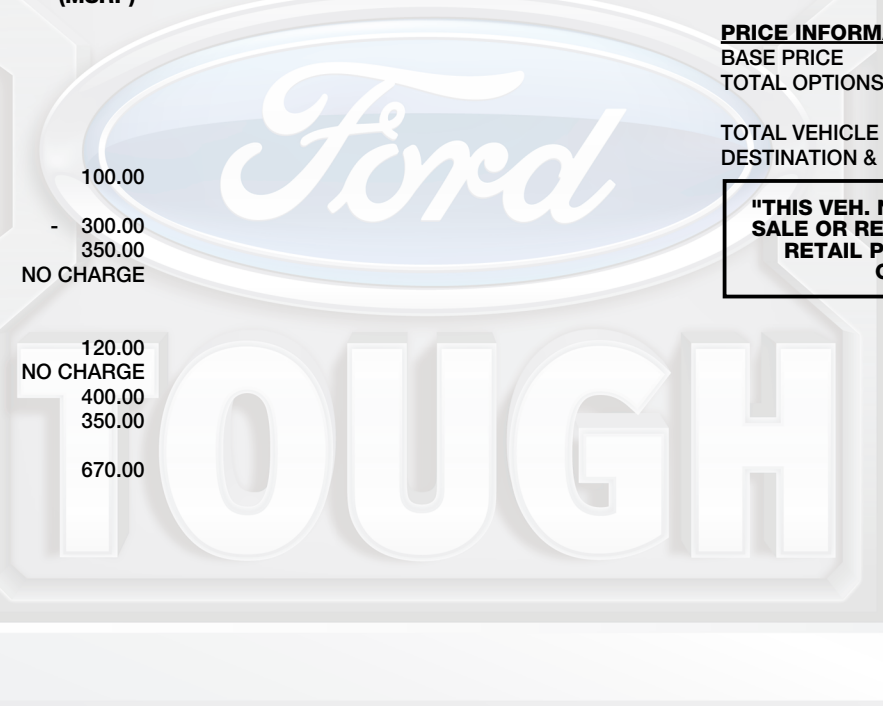 PRICE INFORM
BASE PRICE
TOTAL OPTIONS
TOTAL VEHICLE
DESTINATION &
"THIS VEH.
SALE OR RE
RETAIL P
100.00
- 300.00
350.00
NO CHARGE
120.00
NO CHARGE
400.00
350.00
670.00
Ford
TOUGH